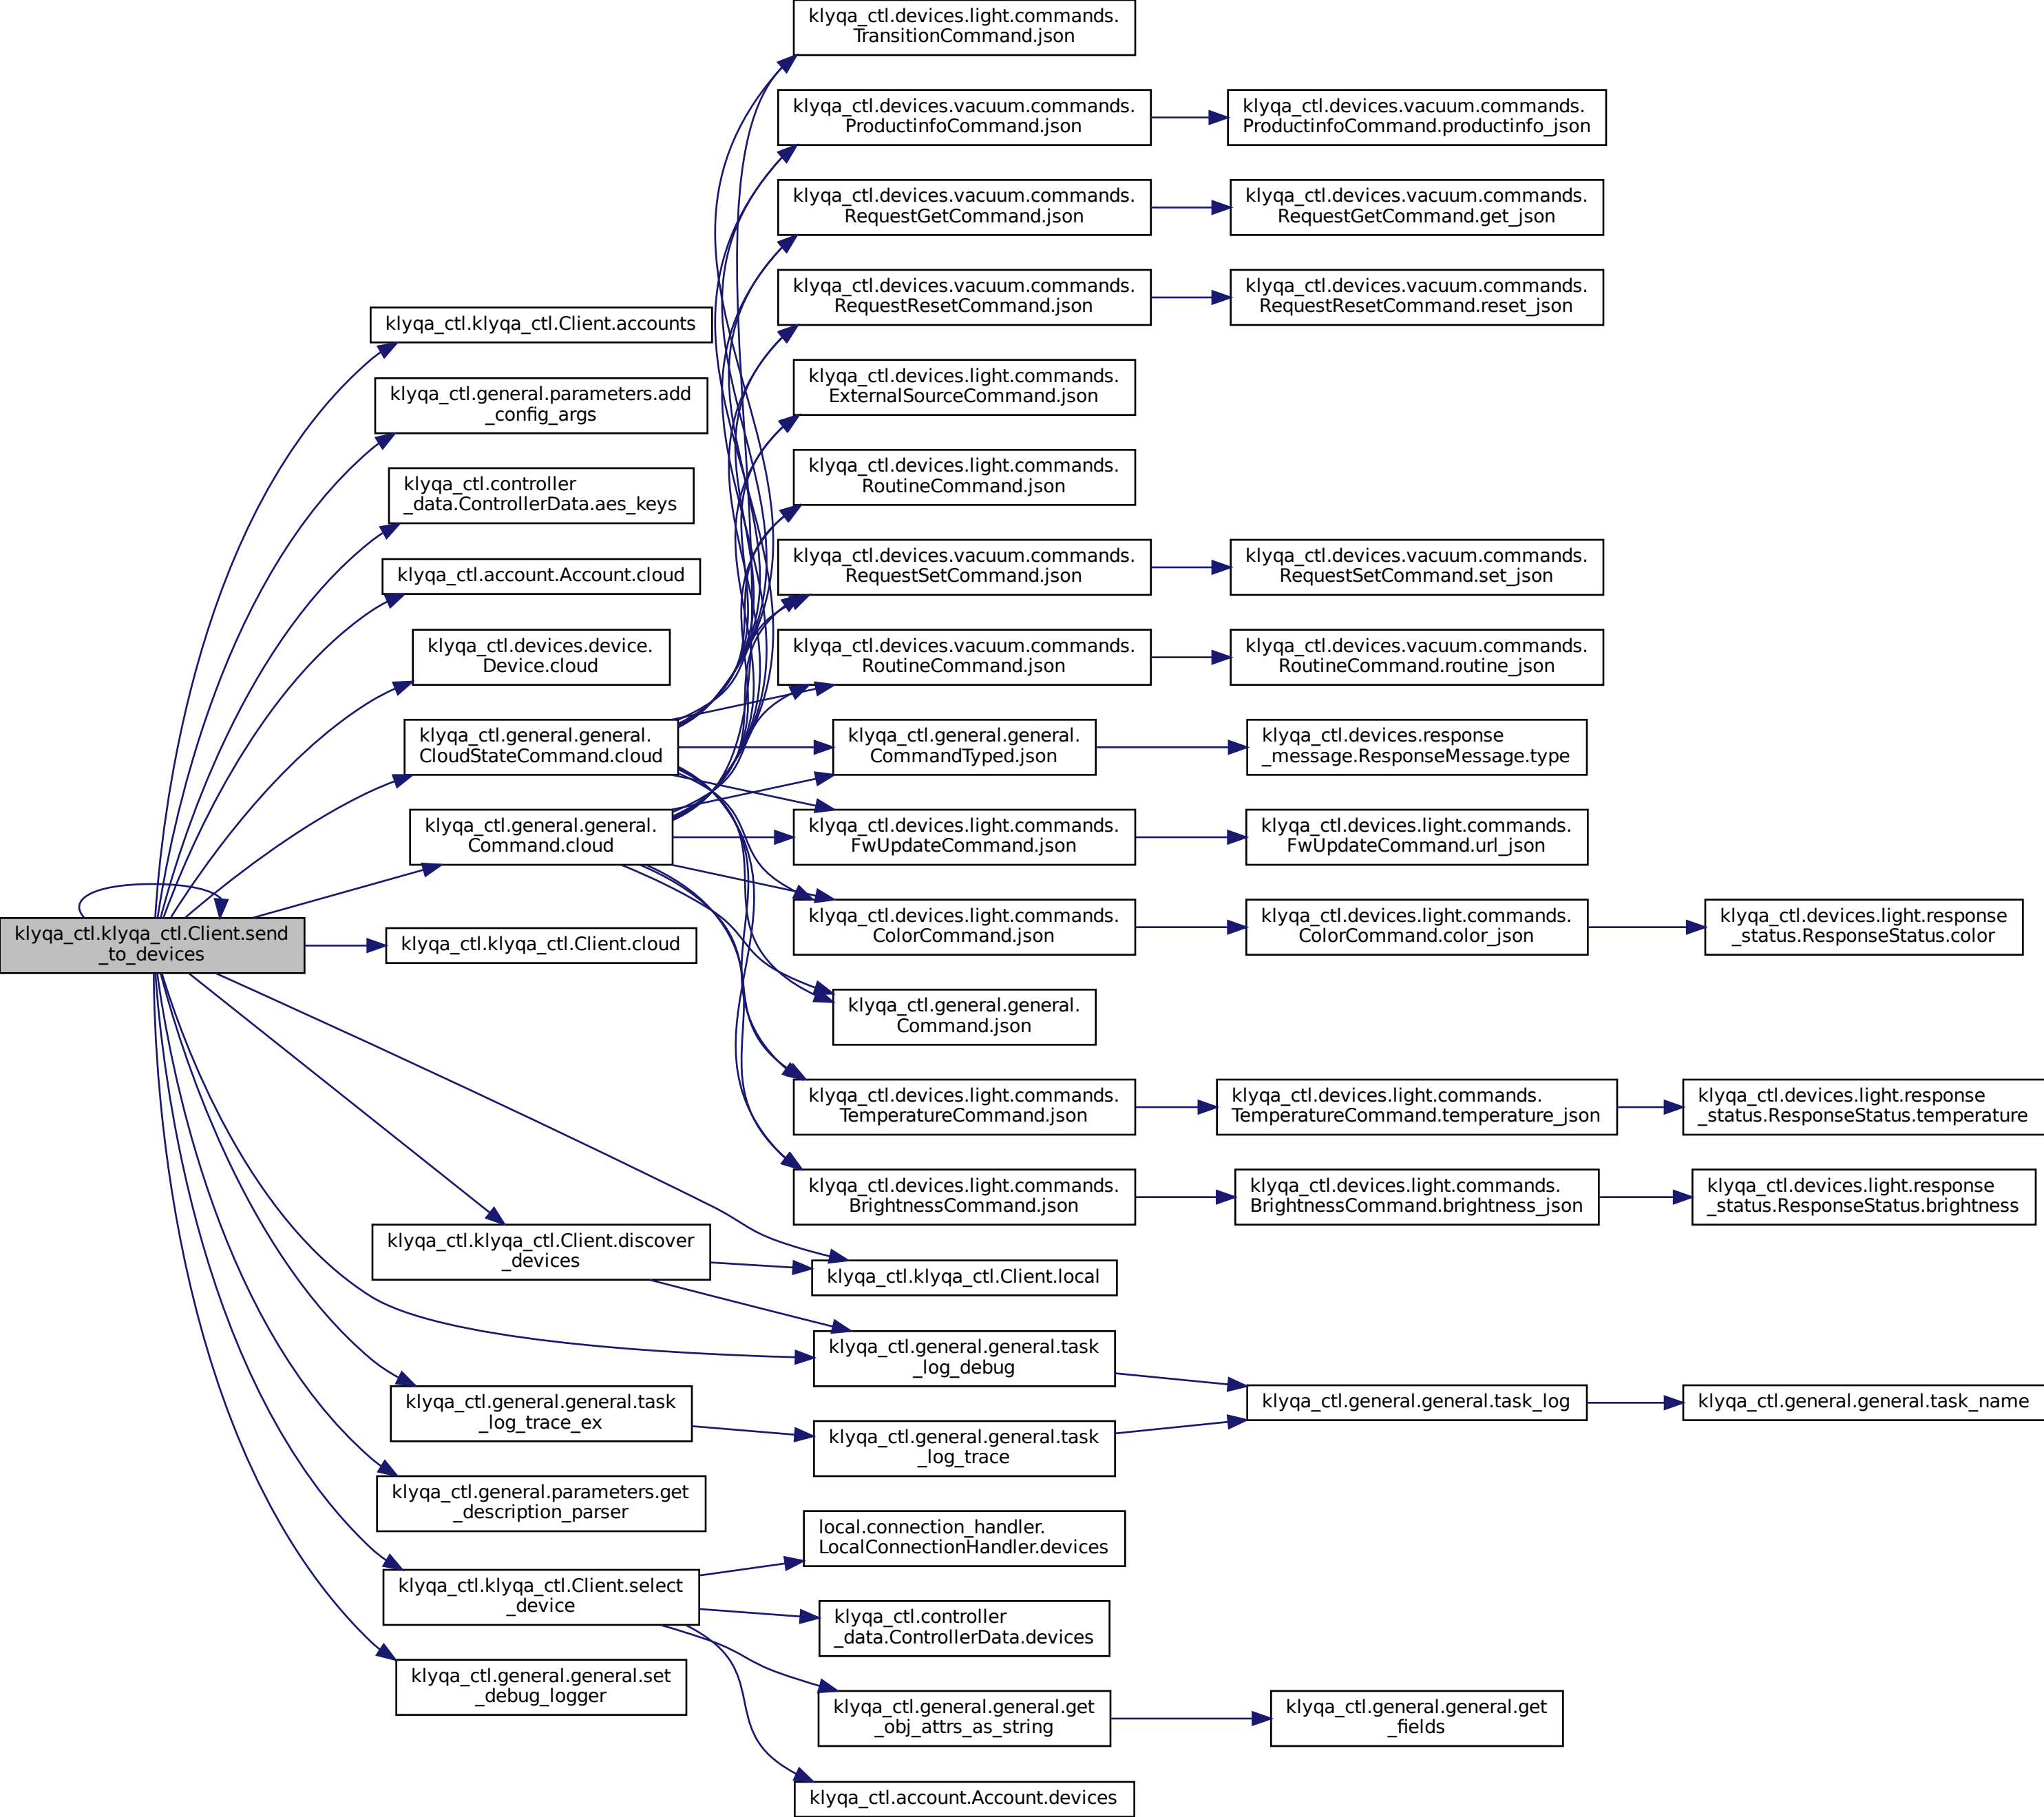 klyqa_ctl.klyqa_ctl.Client.send
_to_devices
klyqa_ctl.klyqa_ctl.Client.accounts
klyqa_ctl.general.parameters.add
_config_args
klyqa_ctl.controller
_data.ControllerData.aes_keys
klyqa_ctl.account.Account.cloud
klyqa_ctl.devices.device.
Device.cloud
klyqa_ctl.general.general.
CloudStateCommand.cloud
klyqa_ctl.general.general.
Command.cloud
klyqa_ctl.klyqa_ctl.Client.cloud
klyqa_ctl.klyqa_ctl.Client.discover
_devices
klyqa_ctl.general.general.task
_log_trace_ex
klyqa_ctl.general.parameters.get
_description_parser
klyqa_ctl.klyqa_ctl.Client.select
_device
klyqa_ctl.general.general.set
_debug_logger
klyqa_ctl.devices.light.commands.
TransitionCommand.json
klyqa_ctl.devices.vacuum.commands.
ProductinfoCommand.json
klyqa_ctl.devices.vacuum.commands.
RequestGetCommand.json
klyqa_ctl.devices.vacuum.commands.
RequestResetCommand.json
klyqa_ctl.devices.light.commands.
ExternalSourceCommand.json
klyqa_ctl.devices.light.commands.
RoutineCommand.json
klyqa_ctl.devices.vacuum.commands.
RequestSetCommand.json
klyqa_ctl.devices.vacuum.commands.
RoutineCommand.json
klyqa_ctl.general.general.
CommandTyped.json
klyqa_ctl.devices.light.commands.
FwUpdateCommand.json
klyqa_ctl.devices.light.commands.
ColorCommand.json
klyqa_ctl.general.general.
Command.json
klyqa_ctl.devices.light.commands.
TemperatureCommand.json
klyqa_ctl.devices.light.commands.
BrightnessCommand.json
klyqa_ctl.klyqa_ctl.Client.local
klyqa_ctl.general.general.task
_log_debug
klyqa_ctl.general.general.task
_log_trace
local.connection_handler.
LocalConnectionHandler.devices
klyqa_ctl.controller
_data.ControllerData.devices
klyqa_ctl.general.general.get
_obj_attrs_as_string
klyqa_ctl.account.Account.devices
klyqa_ctl.devices.vacuum.commands.
ProductinfoCommand.productinfo_json
klyqa_ctl.devices.vacuum.commands.
RequestGetCommand.get_json
klyqa_ctl.devices.vacuum.commands.
RequestResetCommand.reset_json
klyqa_ctl.devices.vacuum.commands.
RequestSetCommand.set_json
klyqa_ctl.devices.vacuum.commands.
RoutineCommand.routine_json
klyqa_ctl.devices.response
_message.ResponseMessage.type
klyqa_ctl.devices.light.commands.
FwUpdateCommand.url_json
klyqa_ctl.devices.light.commands.
ColorCommand.color_json
klyqa_ctl.devices.light.commands.
TemperatureCommand.temperature_json
klyqa_ctl.devices.light.commands.
BrightnessCommand.brightness_json
klyqa_ctl.general.general.task_log
klyqa_ctl.general.general.get
_fields
klyqa_ctl.devices.light.response
_status.ResponseStatus.color
klyqa_ctl.devices.light.response
_status.ResponseStatus.temperature
klyqa_ctl.devices.light.response
_status.ResponseStatus.brightness
klyqa_ctl.general.general.task_name